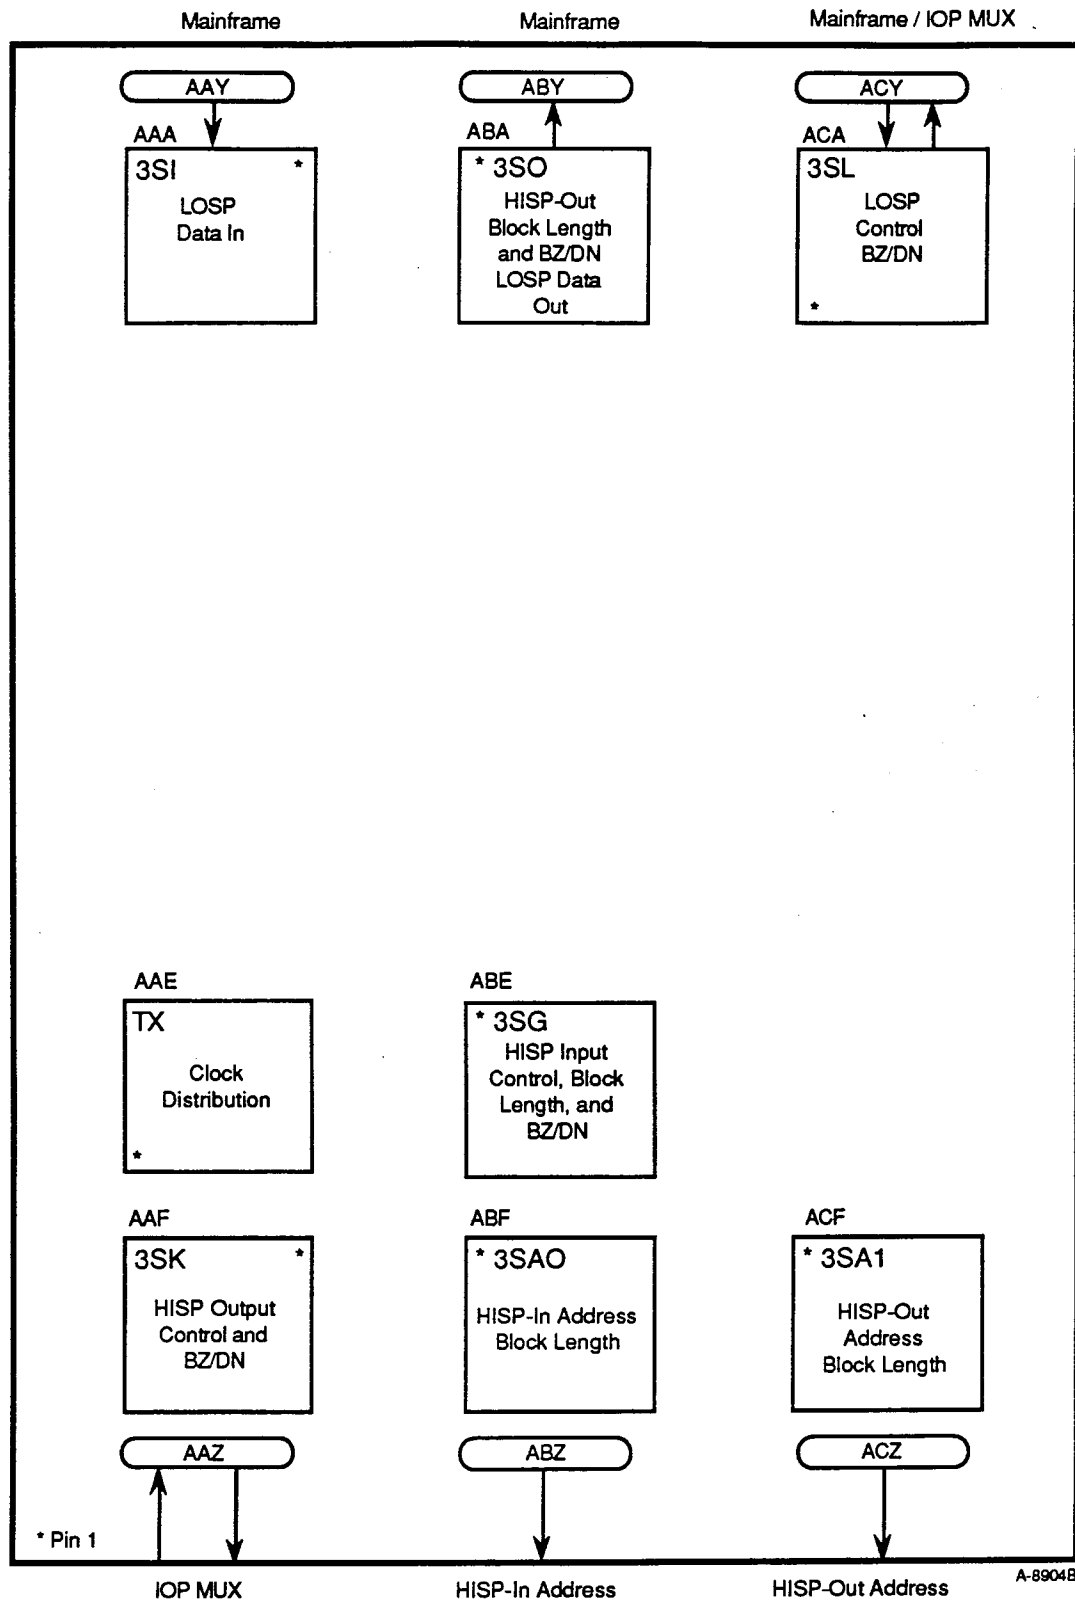 Mainframe
Mainframe
Mainframe / IOP MUX
AAY
ABY
ACY
AAA
ABA
ACA
3SI *
LOSP
Data In
* 3SO
HISP-Out
Block Length
and BZ/DN
LOSP Data
Out
3SL
LOSP
Control
BZ/DN
*
AAE
ABE
TX
Clock
Distribution
*
* 3SG
HISP Input
Control, Block
Length, and
BZ/DN
AAF
ABF
ACF
3SK *
HISP Output
Control and
BZ/DN
* 3SAO
HISP-In Address
Block Length
* 3SA1
HISP-Out
Address
Block Length
AAZ
ABZ
ACZ
* Pin 1
IOP MUX
HISP-In Address
HISP-Out Address
A-8904B